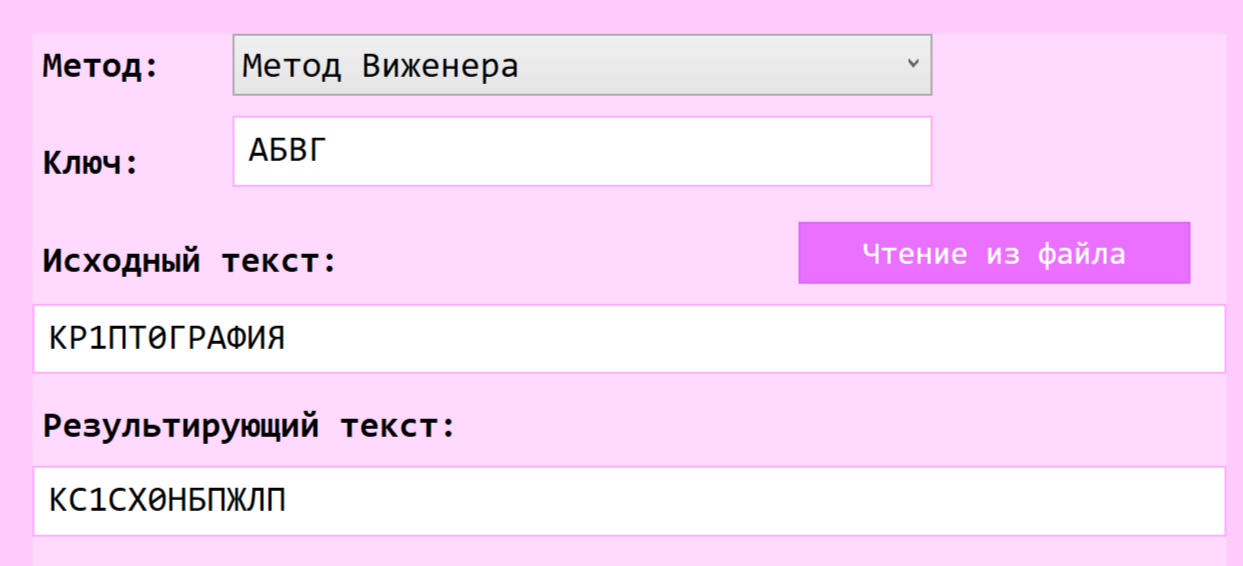 Метод: Метод Виженера
Ключ: АБВГ
Исходный текст: Чтение из файла
КР1ПТ0ГРАФИЯ
Результирующий текст:
КС1СХ0НБПЖЛП